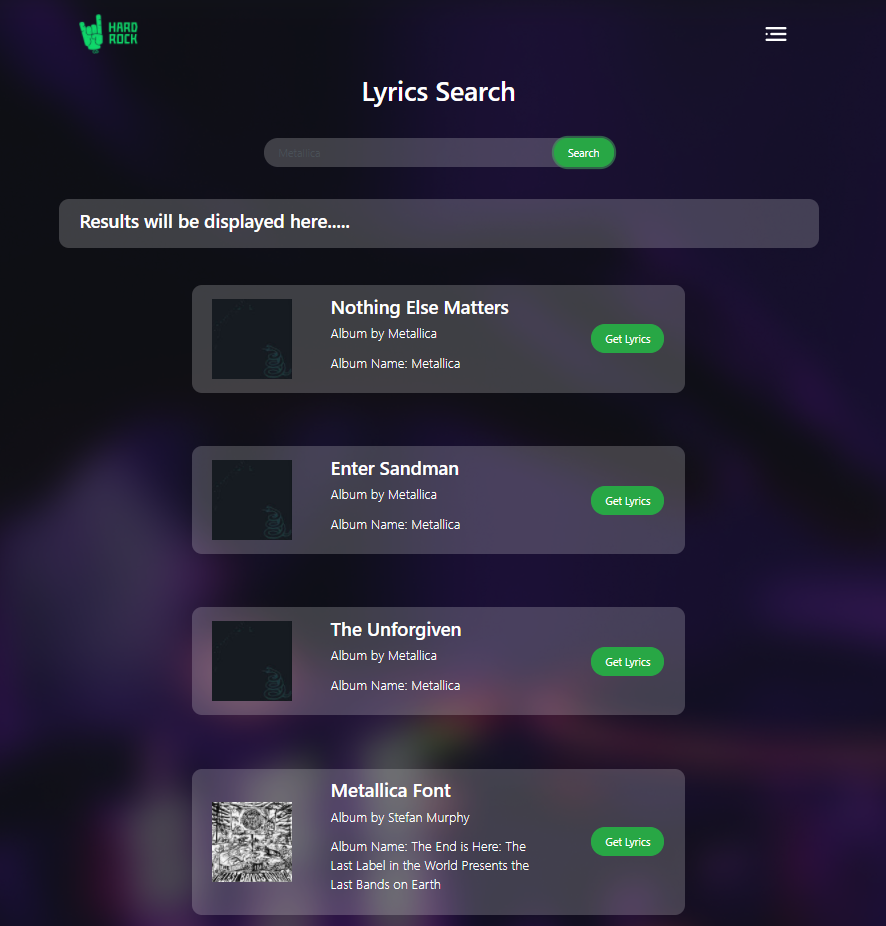 HARD
ROCK
Lyrics Search
Metallica
Search
Results will be displayed here.....
Nothing Else Matters
Album by Metallica
Album Name: Metallica
Get Lyrics
Enter Sandman
Album by Metallica
Album Name: Metallica
Get Lyrics
The Unforgiven
Album by Metallica
Album Name: Metallica
Get Lyrics
Metallica Font
Album by Stefan Murphy
Album Name: The End is Here: The
Last Label in the World Presents the
Last Bands on Earth
Get Lyrics